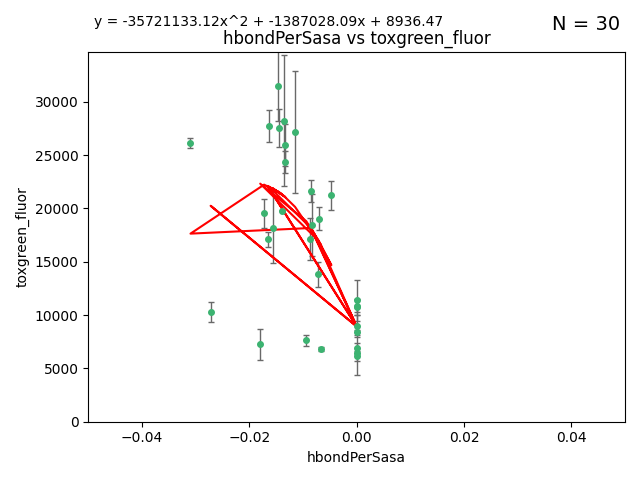 y = -35721133.12x^2 + -1387028.09x + 8936.47
N = 30
hbondPerSasa vs toxgreen_fluor
30000
25000
20000
15000
10000
5000
0
toxgreen_fluor
−0.04
−0.02
0.00
0.02
0.04
hbondPerSasa